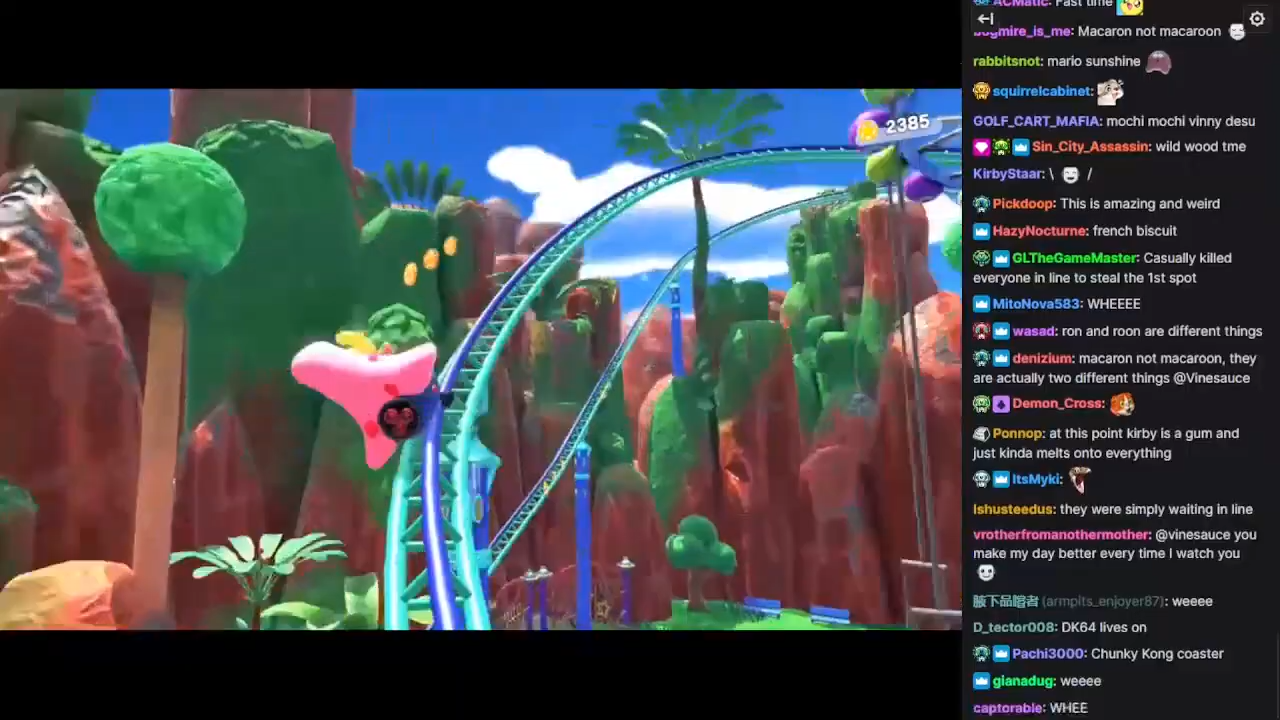 ACMatic: Fast time
bogmire_is_me: Macaron not macaroon
rabbitsnot: mario sunshine
squirrelcabinet:
2385
GOLF_CART_MAFIA: mochi mochi vinny desu
Sin_City_Assassin: wild wood tme
KirbyStaar: \ /
Pickdoop: This is amazing and weird
HazyNocturne: french biscuit
GLTheGameMaster: Casually killed
everyone in line to steal the 1st spot
MitoNova583: WHEEEE
wasad: ron and roon are different things
denizium: macaron not macaroon, they
are actually two different things @Vinesauce
Demon_Cross:
Ponnop: at this point kirby is a gum and
just kinda melts onto everything
ItsMyki:
Ishusteedus: they were simply waiting in line
vrotherfromanothermother: @vinesauce you
make my day better every time I watch you
腋下品暗者 (armpits_enjoyer87): weeee
D_tector008: DK64 lives on
Pachi3000: Chunky Kong coaster
gianadug: weeee
captorable: WHEE